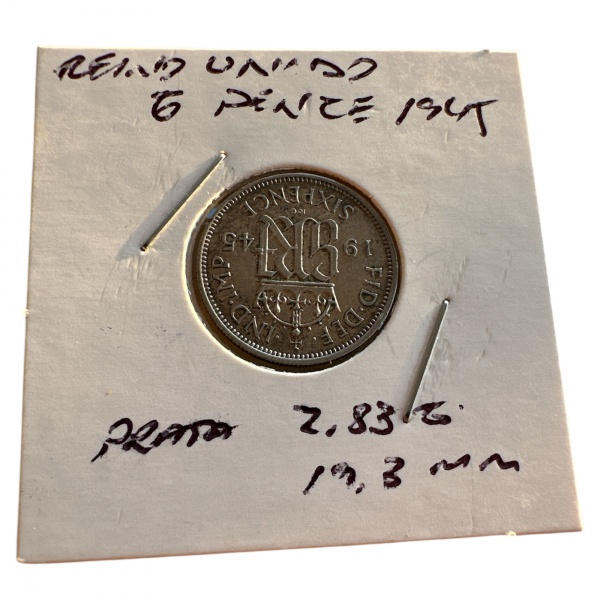 REINO UNIDO
6 PENCE 1945
FID·DEF
IND:IMP
19 45
SIXPENCE
PRATA 2,83 G.
19,3 MM